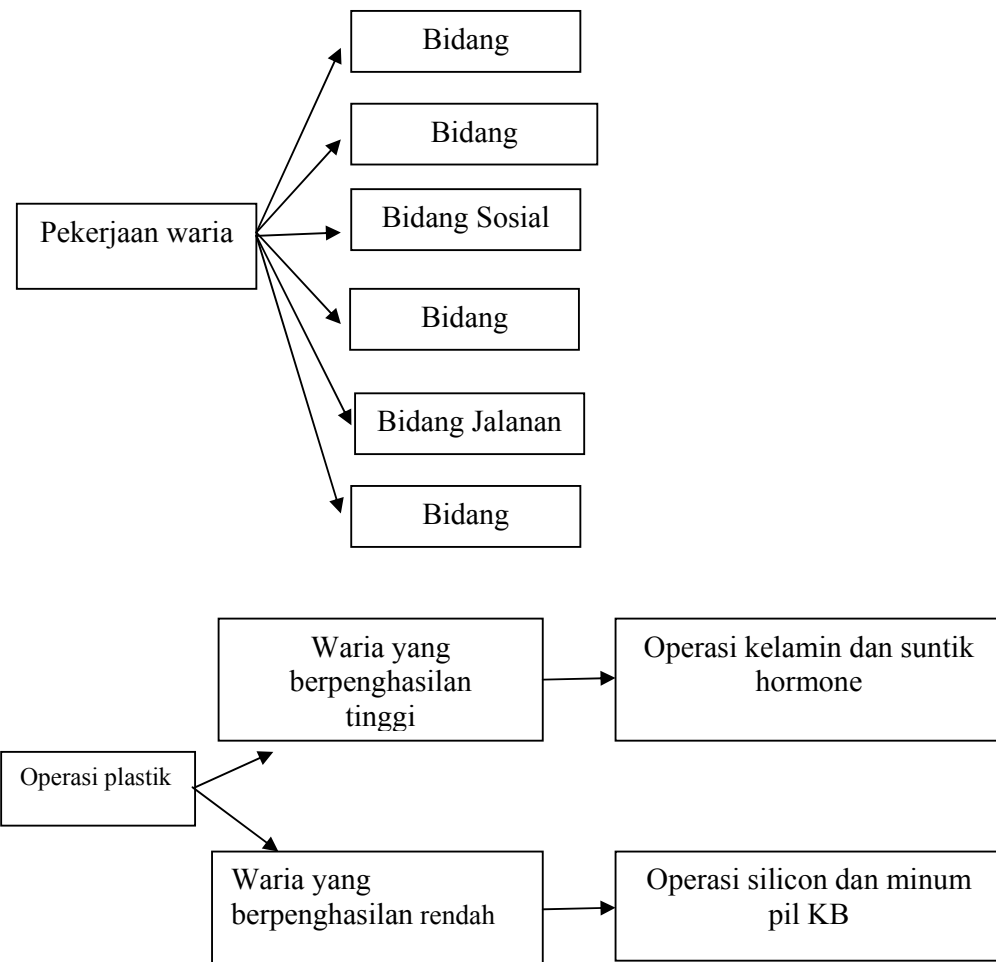 Bidang
Bidang
Pekerjaan waria
Bidang Sosial
Bidang
Bidang Jalanan
Bidang
Waria yang
berpenghasilan
tinggi
Operasi kelamin dan suntik
hormone
Operasi plastik
Waria yang
berpenghasilan rendah
Operasi silicon dan minum
pil KB